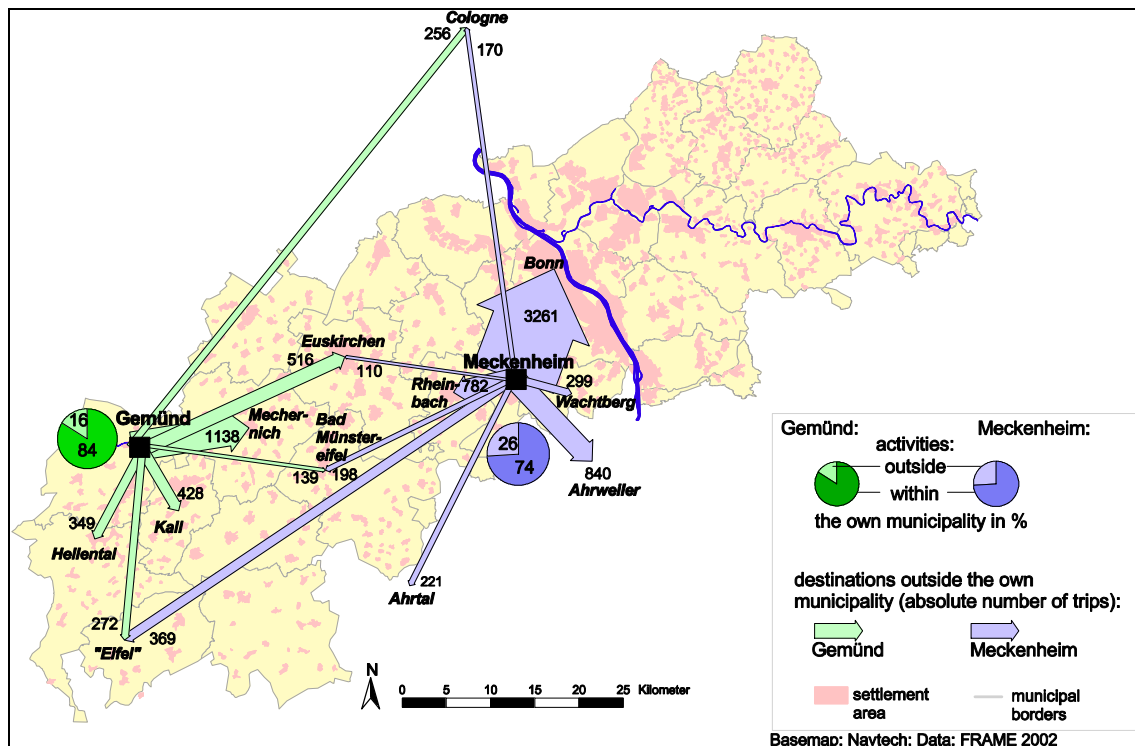 Cologne
256
170
Bonn
3261
Euskirchen
516
110
Meckenheim
Rhein-
bach
782
299
Wachtberg
Gemünd
16
84
Mecher-
nich
1138
Bad
Münster-
eifel
139
198
26
74
840
Ahrweiler
428
Kall
349
Hellental
221
Ahrtal
272
369
"Eifel"
N
0 5 10 15 20 25 Kilometer
Gemünd: Meckenheim:
activities:
outside
within
the own municipality in %
destinations outside the own
municipality (absolute number of trips):
Gemünd Meckenheim
settlement
area
municipal
borders
Basemap: Navtech; Data: FRAME 2002